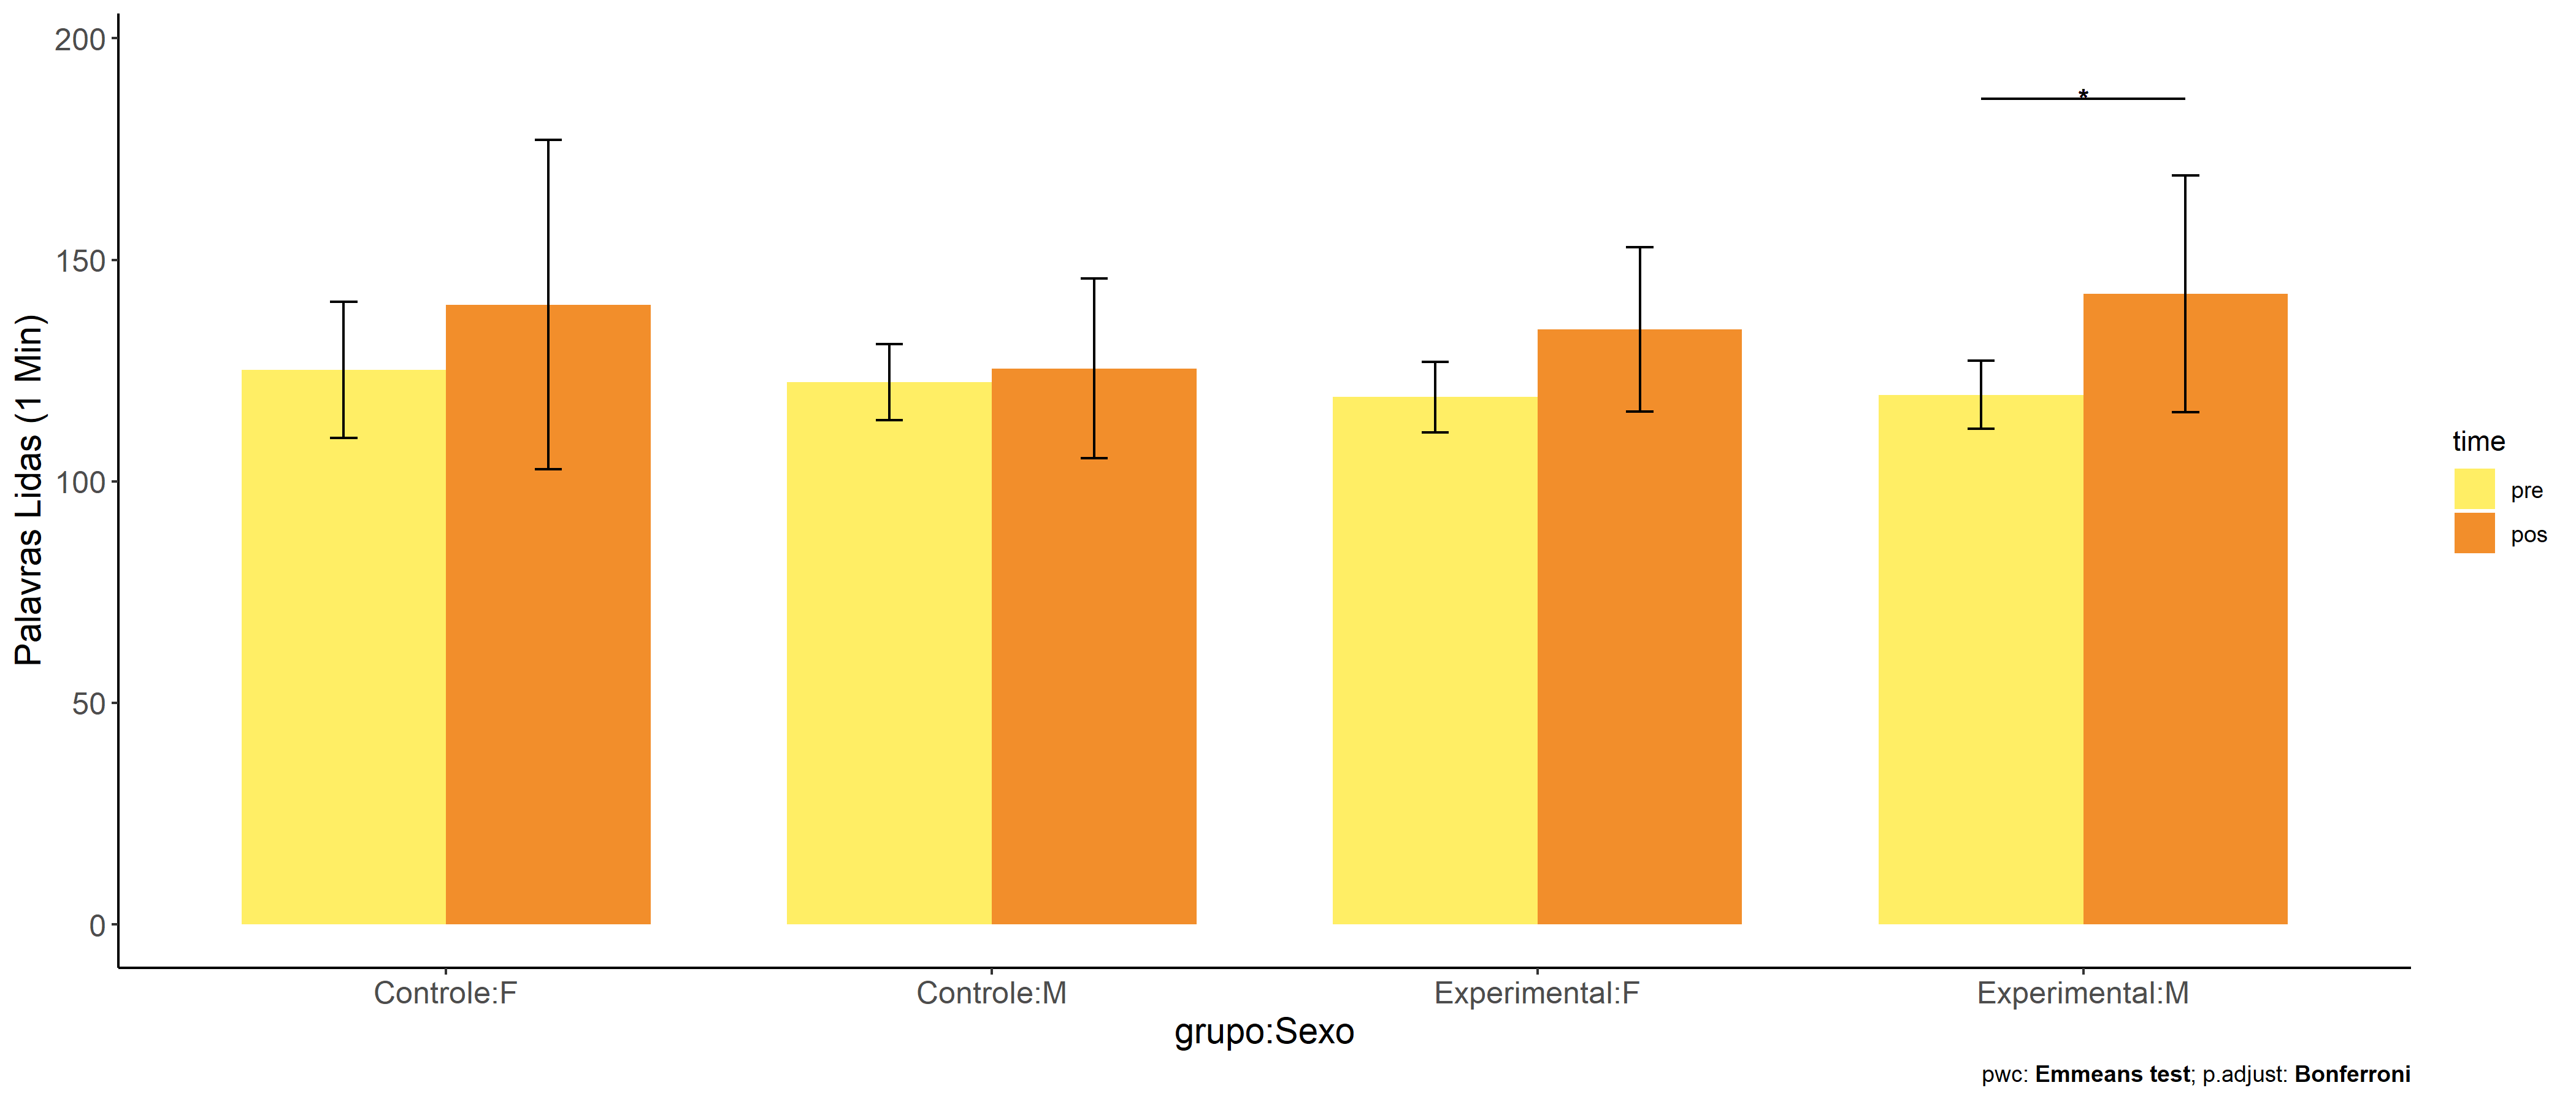 Palavras Lidas (1 Min)
200
150
100
50
0
*
Controle:F
Controle:M
Experimental:F
Experimental:M
grupo:Sexo
time
pre
pos
pwc: Emmeans test; p.adjust: Bonferroni